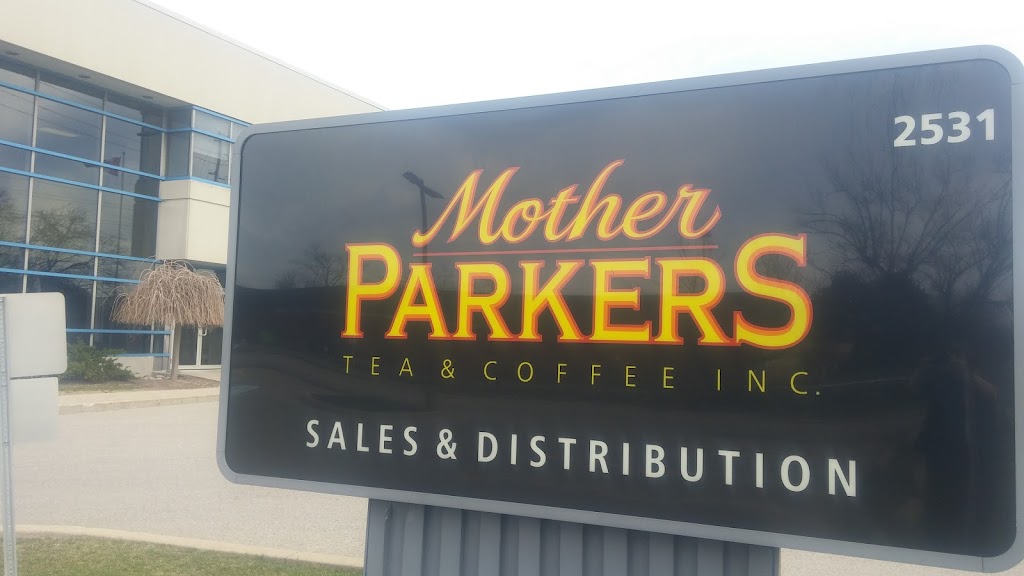 2531
Mother
PARKERS
TEA & COFFEE INC.
SALES & DISTRIBUTION